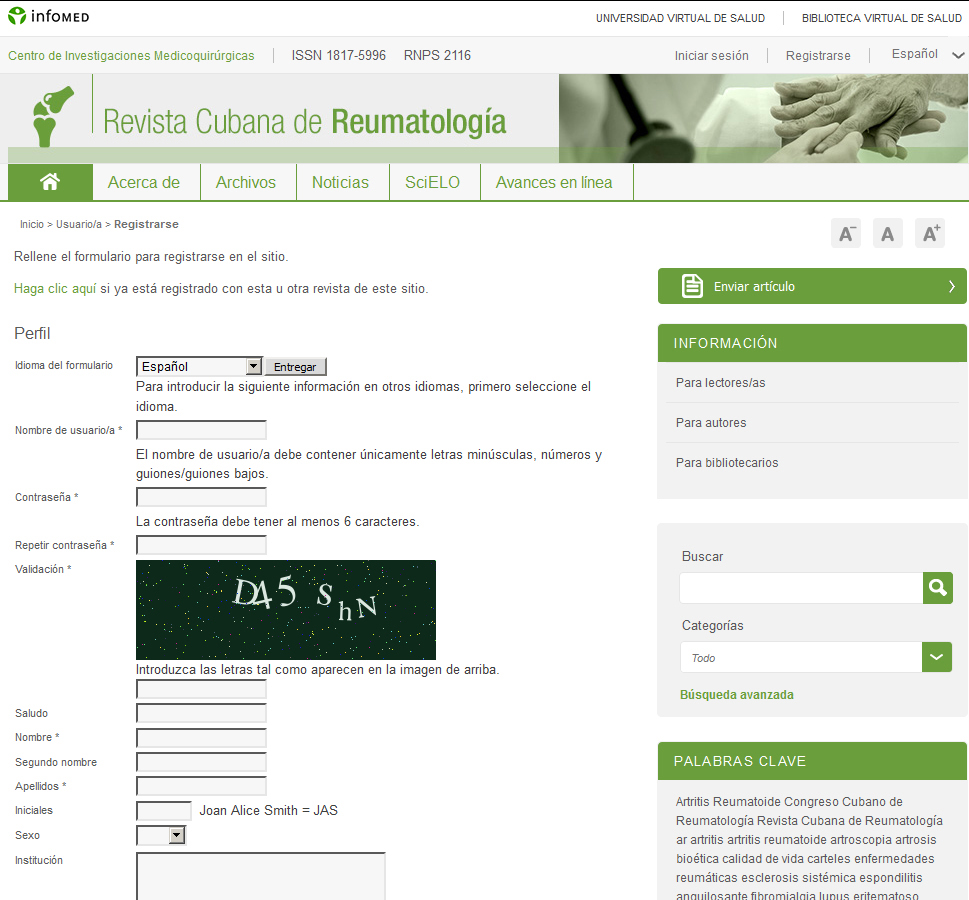 infOMED
UNIVERSIDAD VIRTUAL DE SALUD
BIBLIOTECA VIRTUAL DE SALUD
Centro de Investigaciones Medicoquirúrgicas
ISSN 1817-5996
RNPS 2116
Iniciar sesión
Registrarse
Español
Revista Cubana de Reumatología
Acerca de
Archivos
Noticias
SciELO
Avances en línea
Inicio > Usuario/a > Registrarse
A-
A
A+
Rellene el formulario para registrarse en el sitio.
Haga clic aquí si ya está registrado con esta u otra revista de este sitio.
Perfil
Idioma del formulario
Español
Entregar
Para introducir la siguiente información en otros idiomas, primero seleccione el
idioma.
Nombre de usuario/a *
El nombre de usuario/a debe contener únicamente letras minúsculas, números y
guiones/guiones bajos.
Contraseña *
La contraseña debe tener al menos 6 caracteres.
Repetir contraseña *
Validación *
DA5 ShN
Introduzca las letras tal como aparecen en la imagen de arriba.
Saludo
Nombre *
Segundo nombre
Apellidos *
Iniciales
Joan Alice Smith = JAS
Sexo
Institución
Enviar artículo
INFORMACIÓN
Para lectores/as
Para autores
Para bibliotecarios
Buscar
Categorías
Todo
Búsqueda avanzada
PALABRAS CLAVE
Artritis Reumatoide Congreso Cubano de
Reumatología Revista Cubana de Reumatología
ar artritis artritis reumatoide artroscopia artrosis
bioética calidad de vida carteles enfermedades
reumáticas esclerosis sistémica espondilitis
anquilosante fibromialgia lupus eritematoso